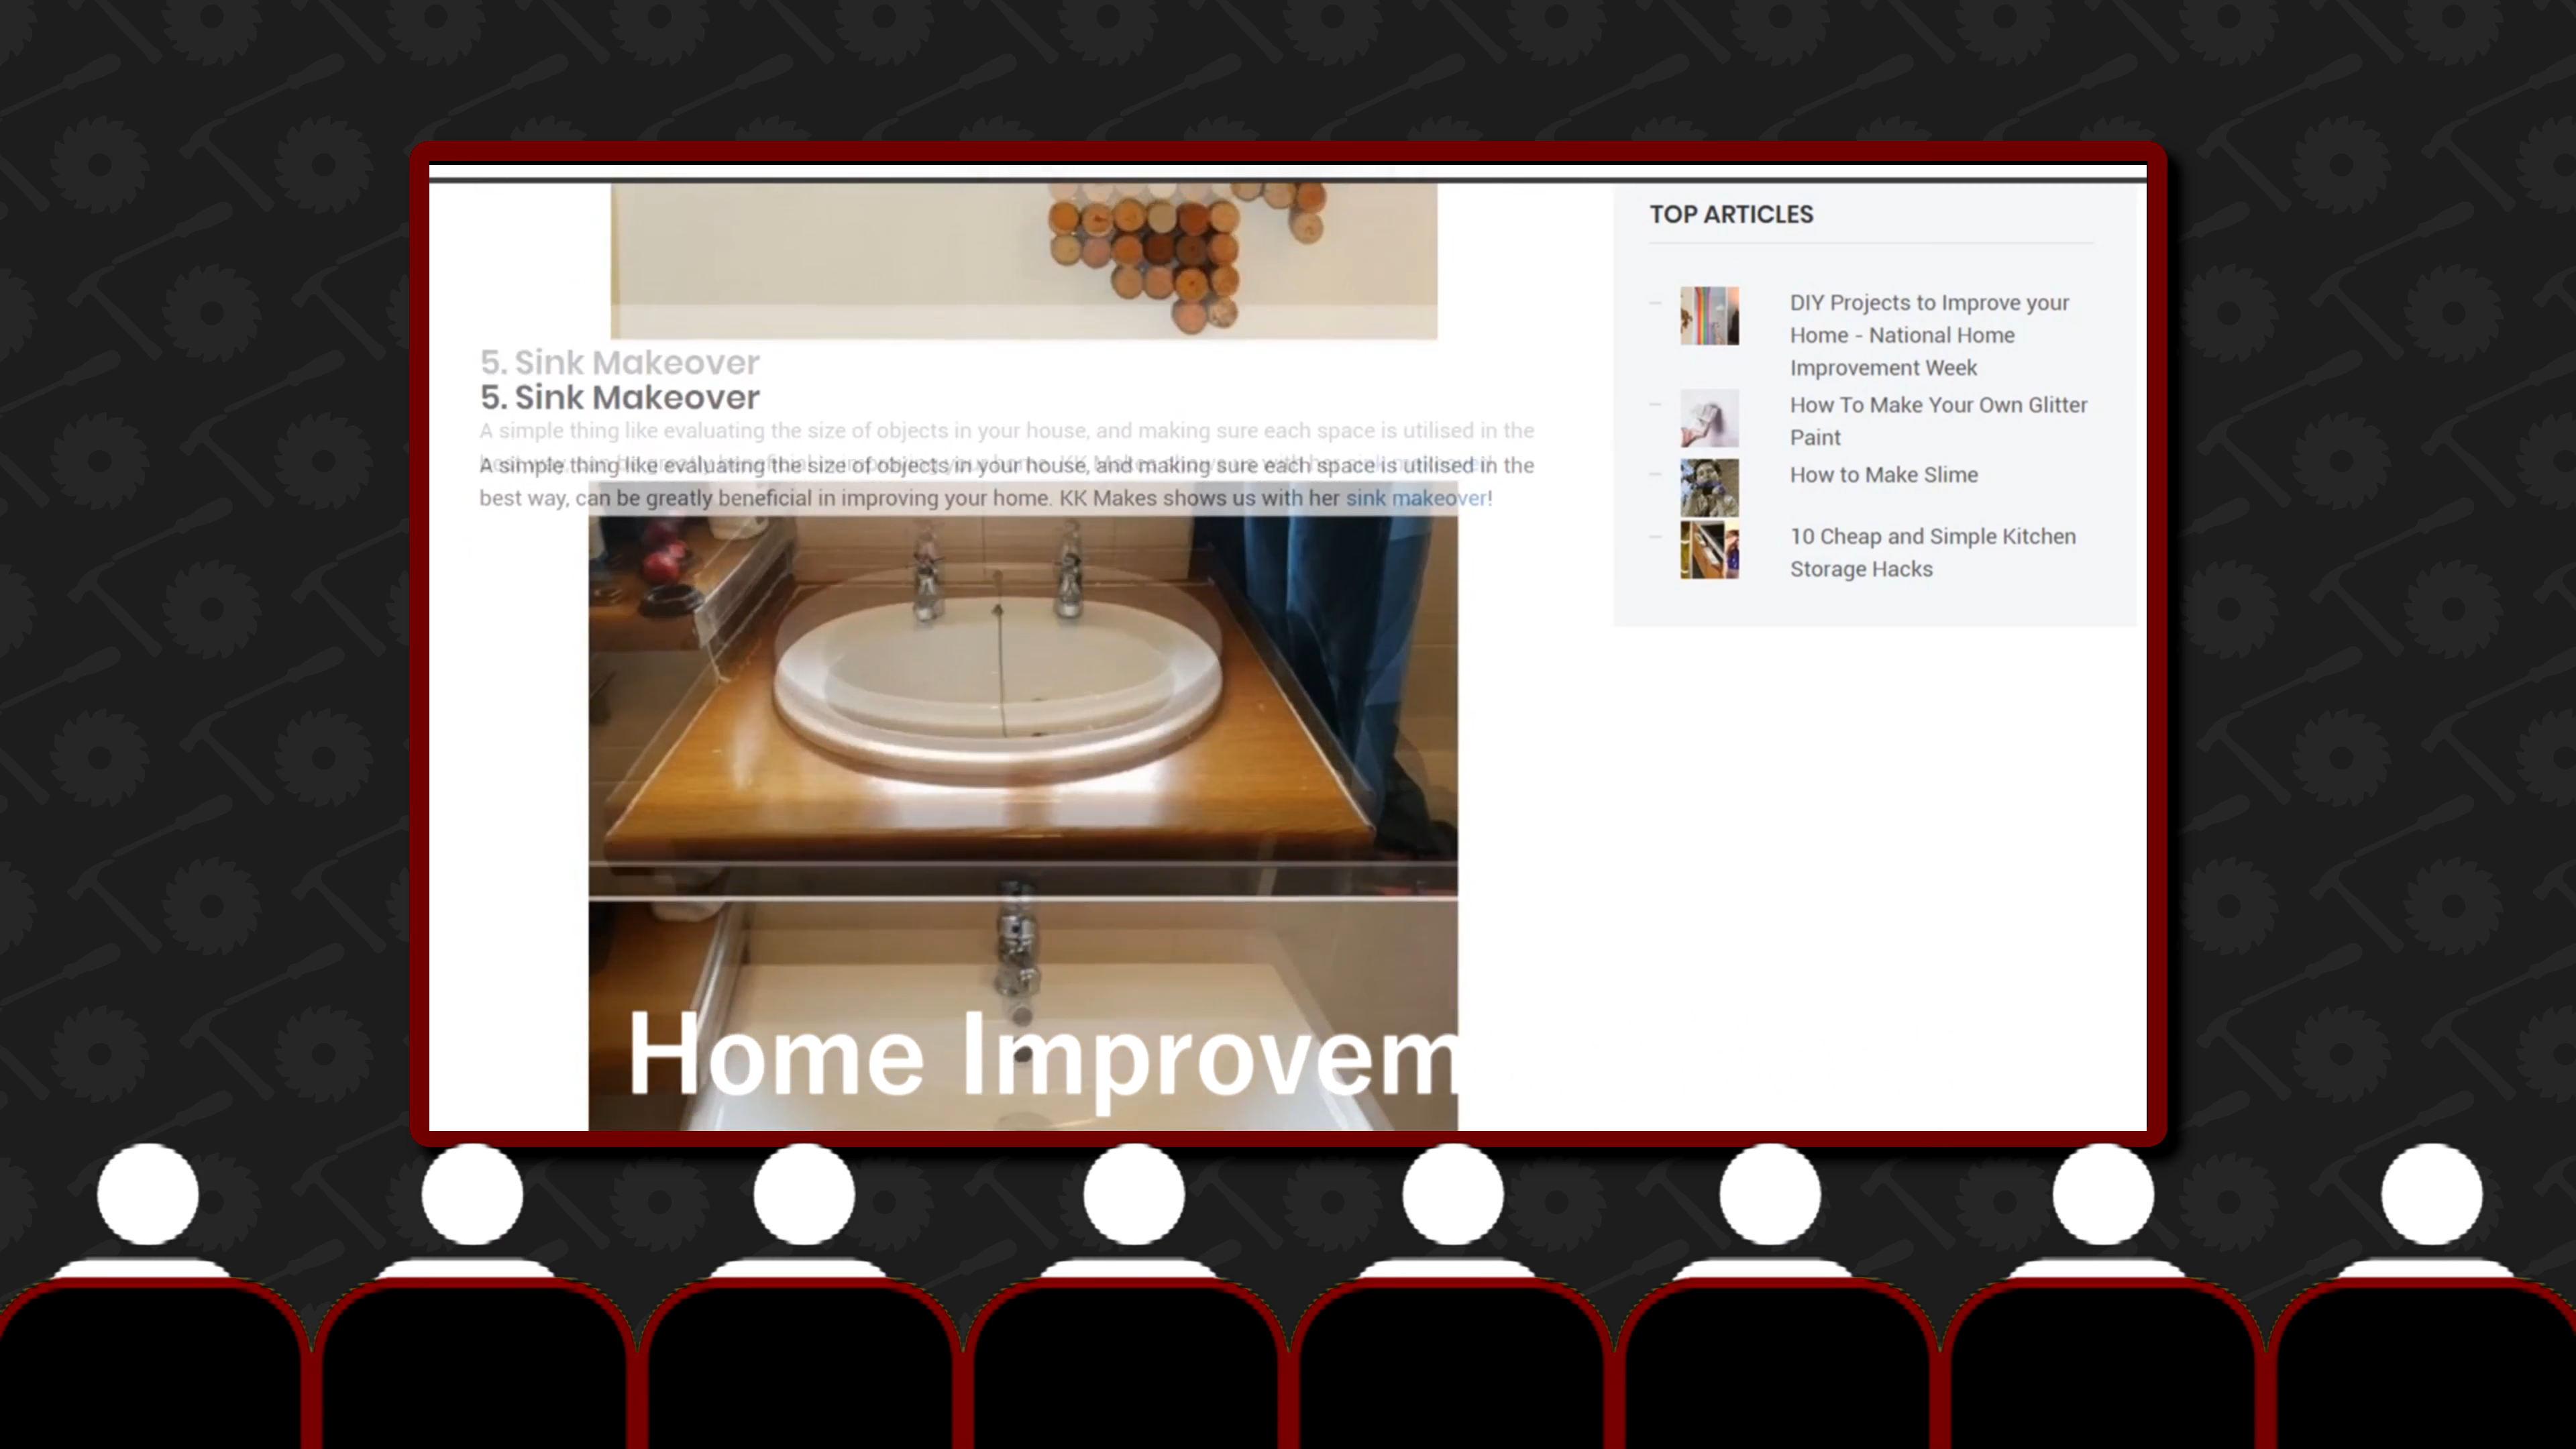 5. Sink Makeover
5. Sink Makeover
A simple thing like evaluating the size of objects in your house, and making sure each space is utilised in the
A simple thing like evaluating the size of objects in your house, and making sure each space is utilised in the
best way, can be greatly beneficial in improving your home. KK Makes shows us with her sink makeover!
Home Improvem
TOP ARTICLES
DIY Projects to Improve your
Home - National Home
Improvement Week
How To Make Your Own Glitter
Paint
How to Make Slime
10 Cheap and Simple Kitchen
Storage Hacks